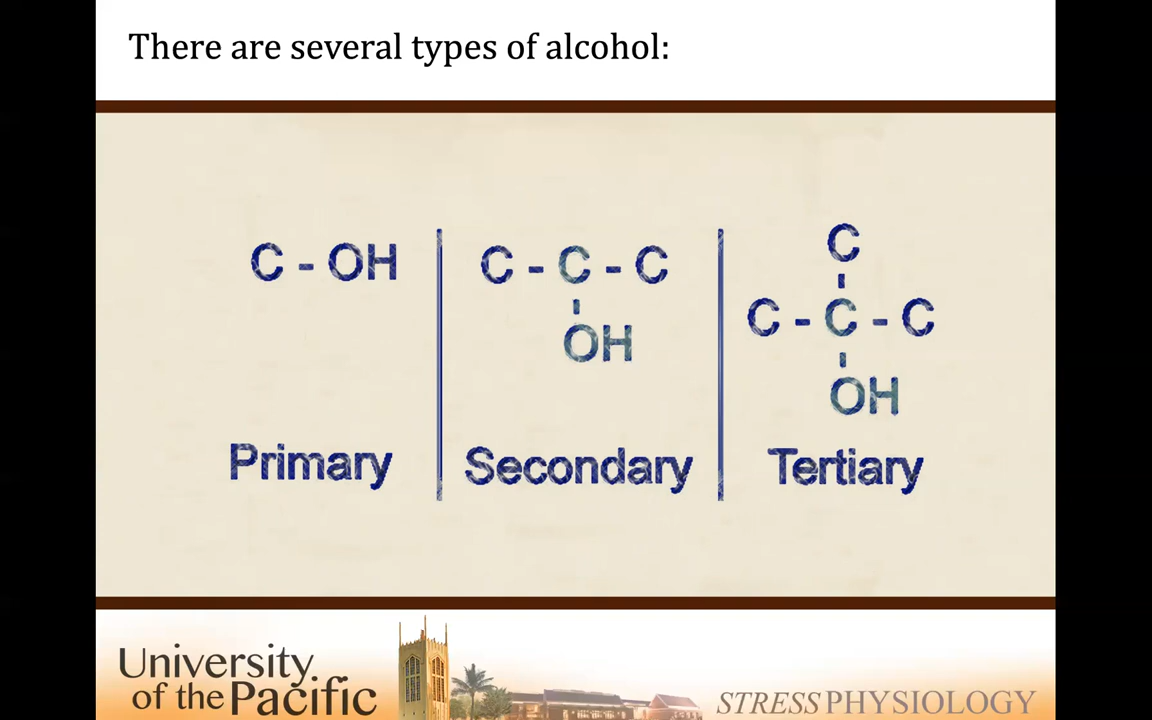 There are several types of alcohol:
C - OH
Primary
C - C - C
OH
Secondary
C
C - C - C
OH
Tertiary
University
of the Pacific
STRESS PHYSIOLOGY